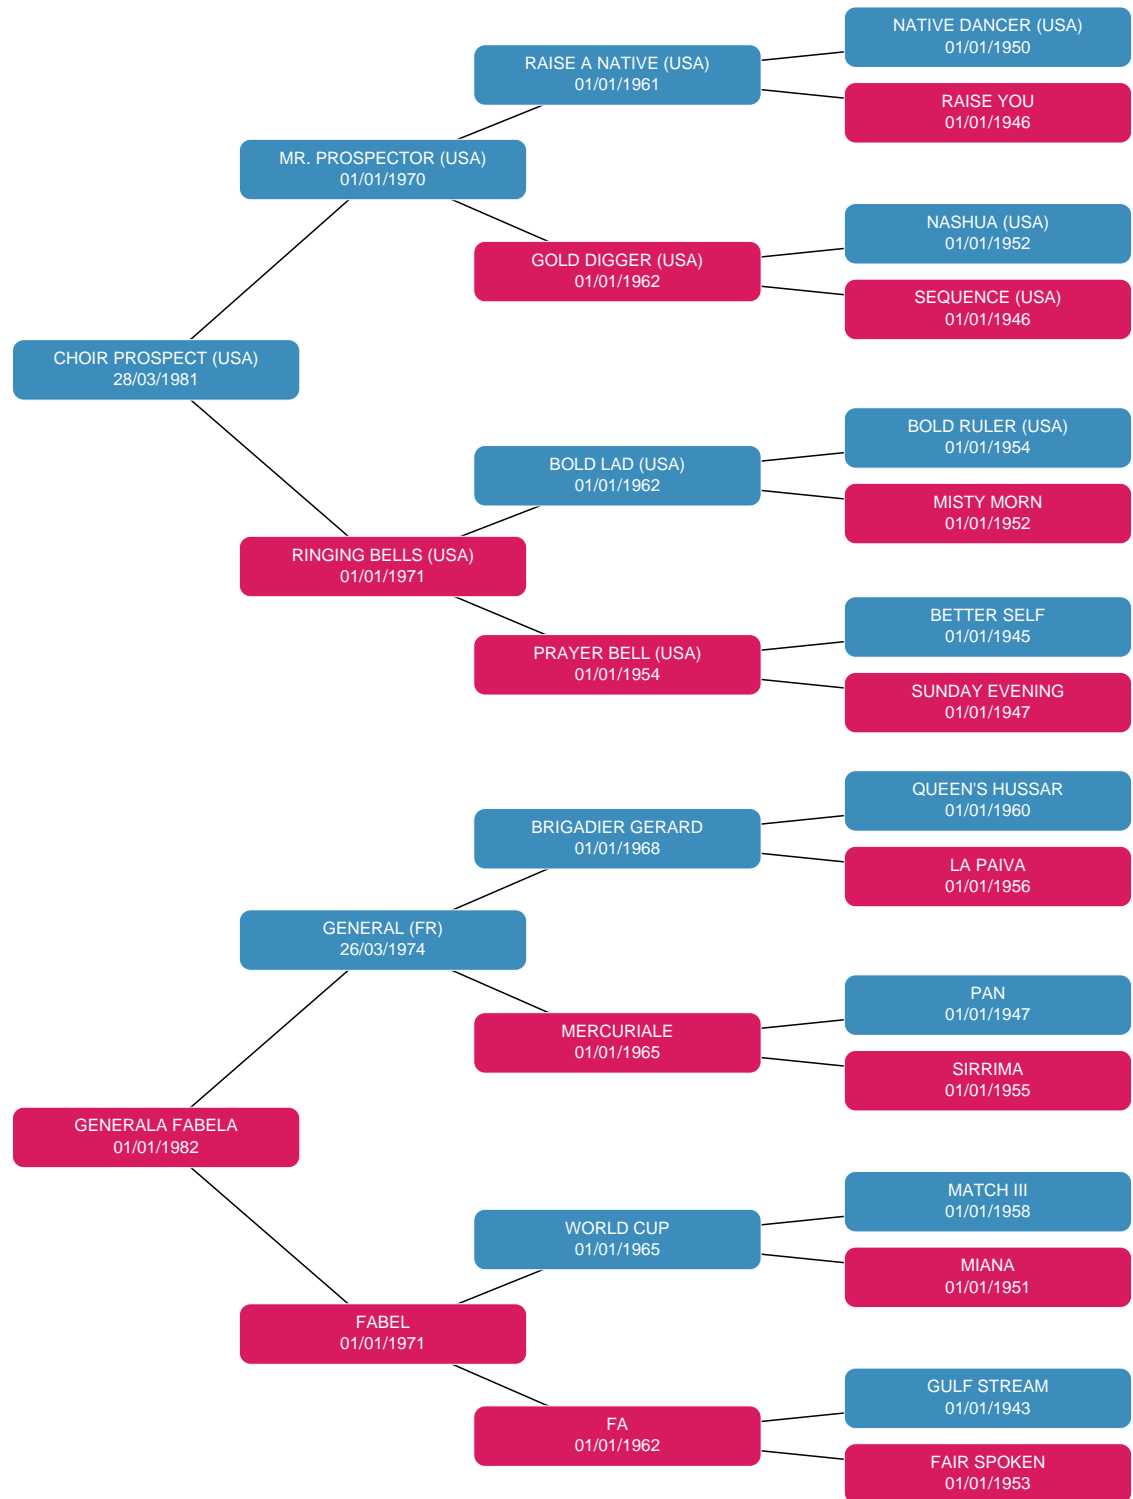 NATIVE DANCER (USA)
01/01/1950
RAISE A NATIVE (USA)
01/01/1961
RAISE YOU
01/01/1946
MR. PROSPECTOR (USA)
01/01/1970
NASHUA (USA)
01/01/1952
GOLD DIGGER (USA)
01/01/1962
SEQUENCE (USA)
01/01/1946
CHOIR PROSPECT (USA)
28/03/1981
BOLD RULER (USA)
01/01/1954
BOLD LAD (USA)
01/01/1962
MISTY MORN
01/01/1952
RINGING BELLS (USA)
01/01/1971
BETTER SELF
01/01/1945
PRAYER BELL (USA)
01/01/1954
SUNDAY EVENING
01/01/1947
QUEEN'S HUSSAR
01/01/1960
BRIGADIER GERARD
01/01/1968
LA PAIVA
01/01/1956
GENERAL (FR)
26/03/1974
PAN
01/01/1947
MERCURIALE
01/01/1965
SIRRIMA
01/01/1955
GENERALA FABELA
01/01/1982
MATCH III
01/01/1958
WORLD CUP
01/01/1965
MIANA
01/01/1951
FABEL
01/01/1971
GULF STREAM
01/01/1943
FA
01/01/1962
FAIR SPOKEN
01/01/1953